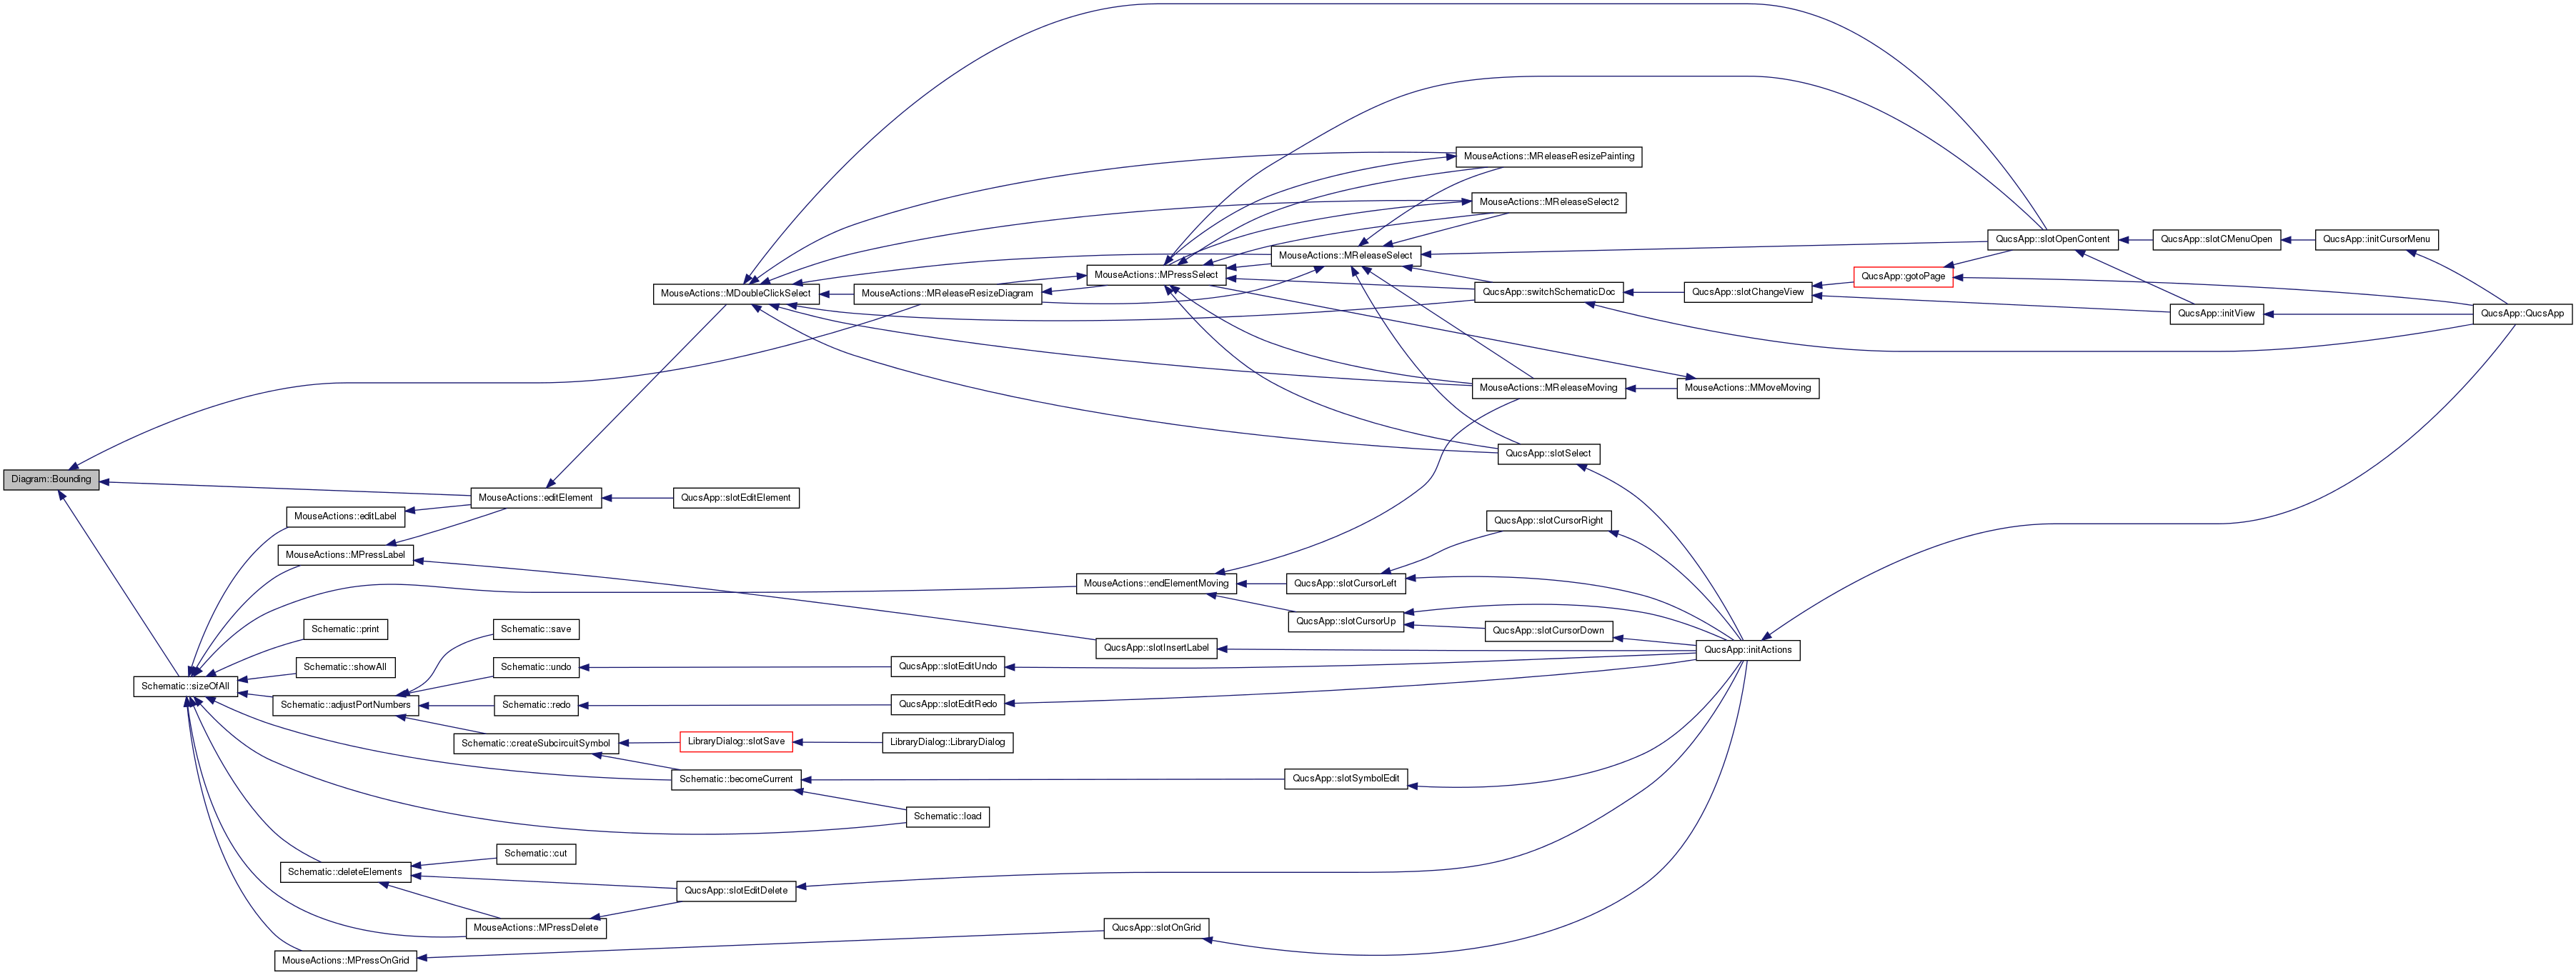 MouseActions::MReleaseResizePainting
MouseActions::MReleaseSelect2
QucsApp::slotOpenContent
QucsApp::slotCMenuOpen
QucsApp::initCursorMenu
MouseActions::MReleaseSelect
MouseActions::MPressSelect
QucsApp::gotoPage
MouseActions::MDoubleClickSelect
MouseActions::MReleaseResizeDiagram
QucsApp::switchSchematicDoc
QucsApp::slotChangeView
QucsApp::initView
QucsApp::QucsApp
MouseActions::MReleaseMoving
MouseActions::MMoveMoving
QucsApp::slotSelect
Diagram::Bounding
MouseActions::editElement
QucsApp::slotEditElement
MouseActions::editLabel
QucsApp::slotCursorRight
MouseActions::MPressLabel
MouseActions::endElementMoving
QucsApp::slotCursorLeft
QucsApp::slotCursorUp
Schematic::print
Schematic::save
QucsApp::slotCursorDown
QucsApp::slotInsertLabel
QucsApp::initActions
Schematic::showAll
Schematic::undo
QucsApp::slotEditUndo
Schematic::sizeOfAll
Schematic::adjustPortNumbers
Schematic::redo
QucsApp::slotEditRedo
Schematic::createSubcircuitSymbol
LibraryDialog::slotSave
LibraryDialog::LibraryDialog
Schematic::becomeCurrent
QucsApp::slotSymbolEdit
Schematic::load
Schematic::cut
Schematic::deleteElements
QucsApp::slotEditDelete
MouseActions::MPressDelete
QucsApp::slotOnGrid
MouseActions::MPressOnGrid